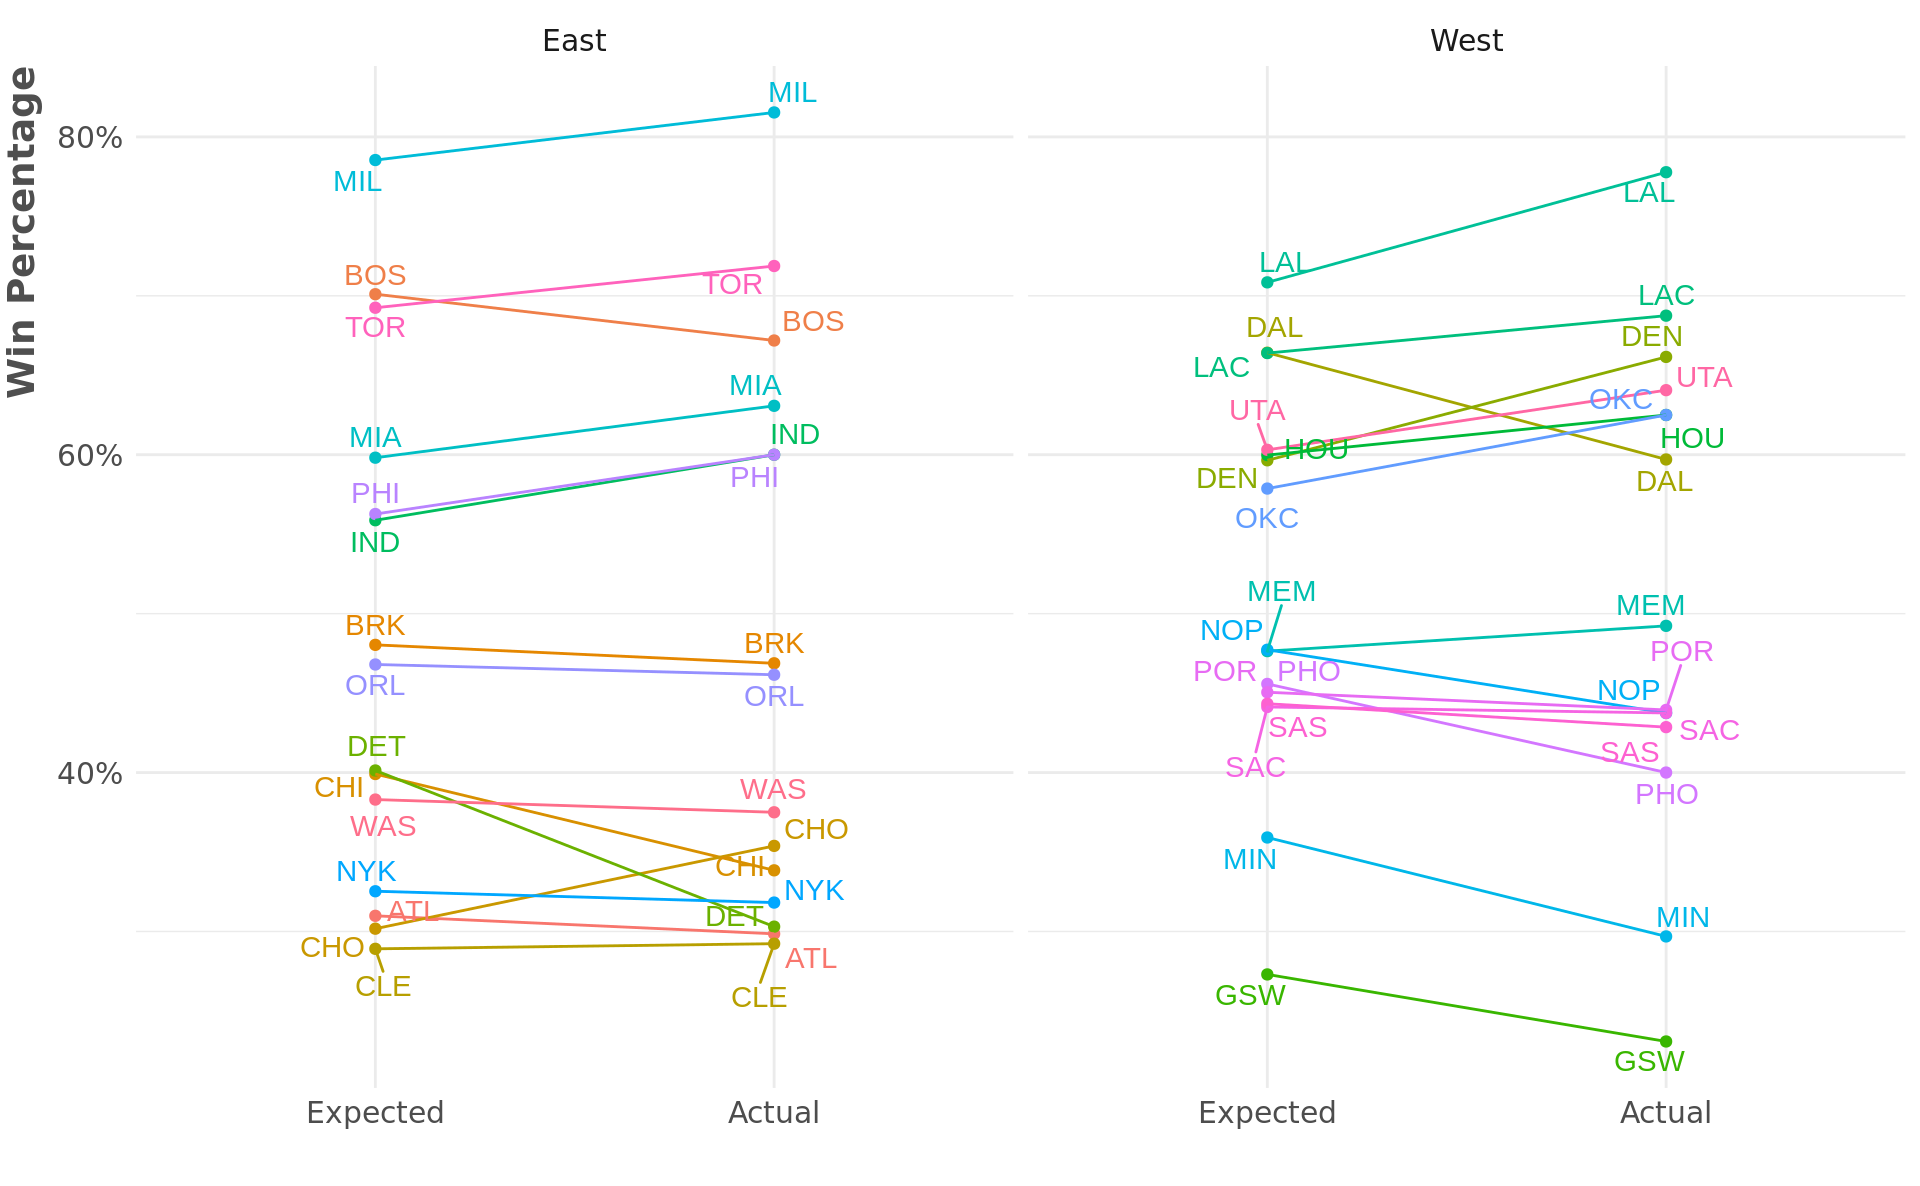 East
West
Win Percentage
80%
60%
40%
MIL
MIL
BOS
TOR
TOR
BOS
MIA
MIA
IND
PHI
PHI
IND
BRK
BRK
ORL
ORL
DET
CHI
WAS
WAS
CHO
CHI
NYK
NYK
ATL
DET
CHO
ATL
CLE
CLE
LAL
LAL
LAC
DAL
DEN
LAC
UTA
OKC
UTA
HOU
HOU
DEN
DAL
OKC
MEM
MEM
NOP
POR
POR
PHO
NOP
SAS
SAC
SAS
SAC
PHO
MIN
MIN
GSW
GSW
Expected
Actual
Expected
Actual